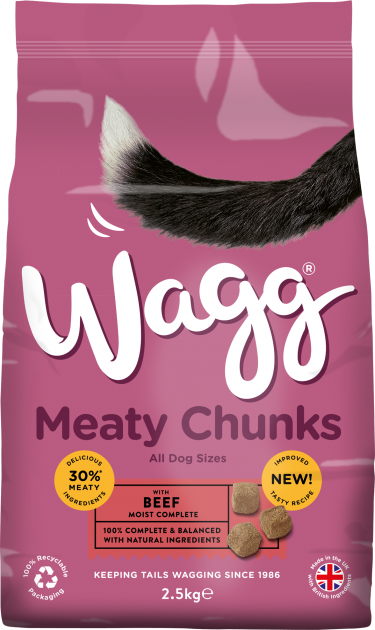 Wagg®
Meaty Chunks
All Dog Sizes
DELICIOUS
30%*
MEATY
INGREDIENTS
WITH
BEEF
MOIST COMPLETE
100% COMPLETE & BALANCED
WITH NATURAL INGREDIENTS
IMPROVED
NEW!
TASTY RECIPE
100% Recyclable
Packaging
KEEPING TAILS WAGGING SINCE 1986
2.5kg℮
Made in the UK
with British Ingredients